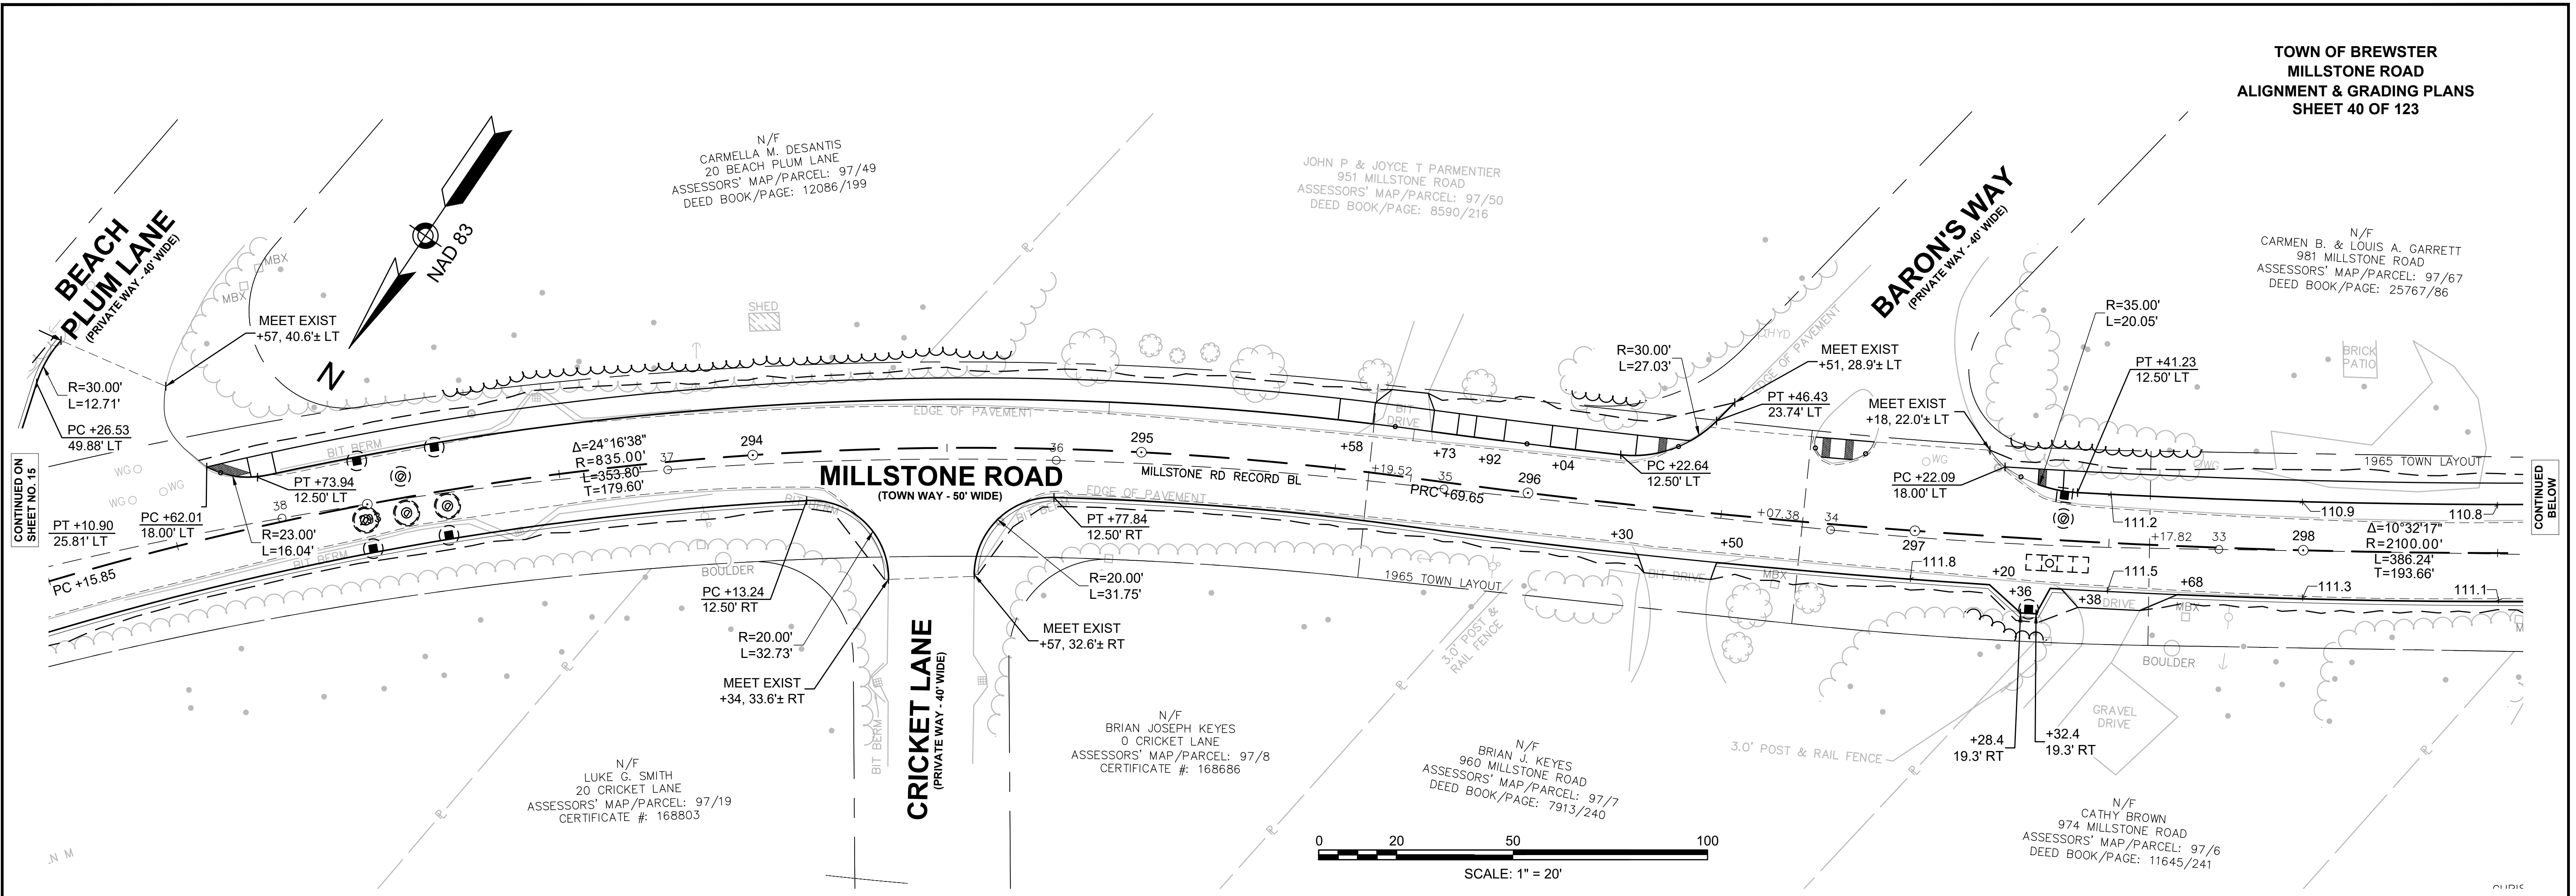 TOWN OF BREWSTER
MILLSTONE ROAD
ALIGNMENT & GRADING PLANS
SHEET 40 OF 123
N/F
CARMELLA M. DESANTIS
20 BEACH PLUM LANE
ASSESSORS' MAP/PARCEL: 97/49
DEED BOOK/PAGE: 12086/199
JOHN P & JOYCE T PARMENTIER
951 MILLSTONE ROAD
ASSESSORS' MAP/PARCEL: 97/50
DEED BOOK/PAGE: 8590/216
N/F
CARMEN B. & LOUIS A. GARRETT
981 MILLSTONE ROAD
ASSESSORS' MAP/PARCEL: 97/67
DEED BOOK/PAGE: 25767/86
BEACH
PLUM LANE
(PRIVATE WAY - 40' WIDE)
BARON'S WAY
(PRIVATE WAY - 40' WIDE)
NAD 83
N
MBX
MBX
MEET EXIST
+57, 40.6'± LT
SHED
HYD
EDGE OF PAVEMENT
R=30.00'
L=27.03'
MEET EXIST
+51, 28.9'± LT
R=35.00'
L=20.05'
PT +41.23
12.50' LT
BRICK
PATIO
R=30.00'
L=12.71'
PC +26.53
49.88' LT
PT +46.43
23.74' LT
MEET EXIST
+18, 22.0'± LT
BIT BERM
EDGE OF PAVEMENT
BIT
DRIVE
CONTINUED ON
SHEET NO. 15
WG
WG
WG
PT +73.94
12.50' LT
Δ=24°16'38"
R=835.00'
L=353.80'
T=179.60'
37
294
36
295
MILLSTONE ROAD
(TOWN WAY - 50' WIDE)
MILLSTONE RD RECORD BL
+58
+19.52
+73
35
+92
296
+04
PRC +69.65
PC +22.64
12.50' LT
WG
PC +22.09
18.00' LT
WG
1965 TOWN LAYOUT
CONTINUED
BELOW
PT +10.90
25.81' LT
PC +62.01
18.00' LT
38
293
R=23.00'
L=16.04'
BIT BERM
PC +15.85
BIT BERM
BIT BERM
EDGE OF PAVEMENT
PT +77.84
12.50' RT
+07.38
34
297
111.2
110.9
110.8
+17.82
33
298
Δ=10°32'17"
R=2100.00'
L=386.24'
T=193.66'
+30
+50
111.8
+20
111.5
+68
111.3
111.1
+36
+38
BOULDER
PC +13.24
12.50' RT
R=20.00'
L=31.75'
1965 TOWN LAYOUT
BIT DRIVE
MBX
DRIVE
MBX
R=20.00'
L=32.73'
MEET EXIST
+57, 32.6'± RT
3.0' POST &
RAIL FENCE
BOULDER
MEET EXIST
+34, 33.6'± RT
CRICKET LANE
(PRIVATE WAY - 40' WIDE)
BIT BERM
GRAVEL
DRIVE
+28.4
19.3' RT
+32.4
19.3' RT
3.0' POST & RAIL FENCE
N/F
LUKE G. SMITH
20 CRICKET LANE
ASSESSORS' MAP/PARCEL: 97/19
CERTIFICATE #: 168803
N/F
BRIAN JOSEPH KEYES
0 CRICKET LANE
ASSESSORS' MAP/PARCEL: 97/8
CERTIFICATE #: 168686
N/F
BRIAN J. KEYES
960 MILLSTONE ROAD
ASSESSORS' MAP/PARCEL: 97/7
DEED BOOK/PAGE: 7913/240
N/F
CATHY BROWN
974 MILLSTONE ROAD
ASSESSORS' MAP/PARCEL: 97/6
DEED BOOK/PAGE: 11645/241
0 20 50 100
SCALE: 1" = 20'